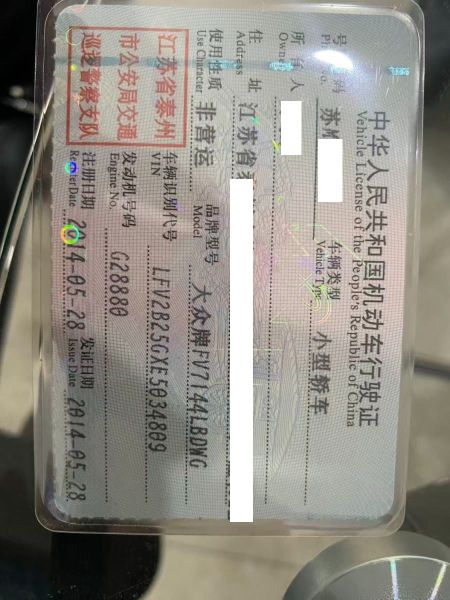 中华人民共和国机动车行驶证
Vehicle License of the People's Republic of China
号牌号码 苏M 车辆类型 小型轿车
Plate No. Vehicle Type
所有人
Owner
住址 江苏省
Address
使用性质 非营运 品牌型号 大众牌FV7144LBDWG
Use Character Model
江苏省泰州
市公安局交通
巡逻警察支队
车辆识别代号 LFV2B25GXE5034809
VIN
发动机号码 G28880
Engine No.
注册日期 2014-05-28 发证日期 2014-05-28
Register Date Issue Date